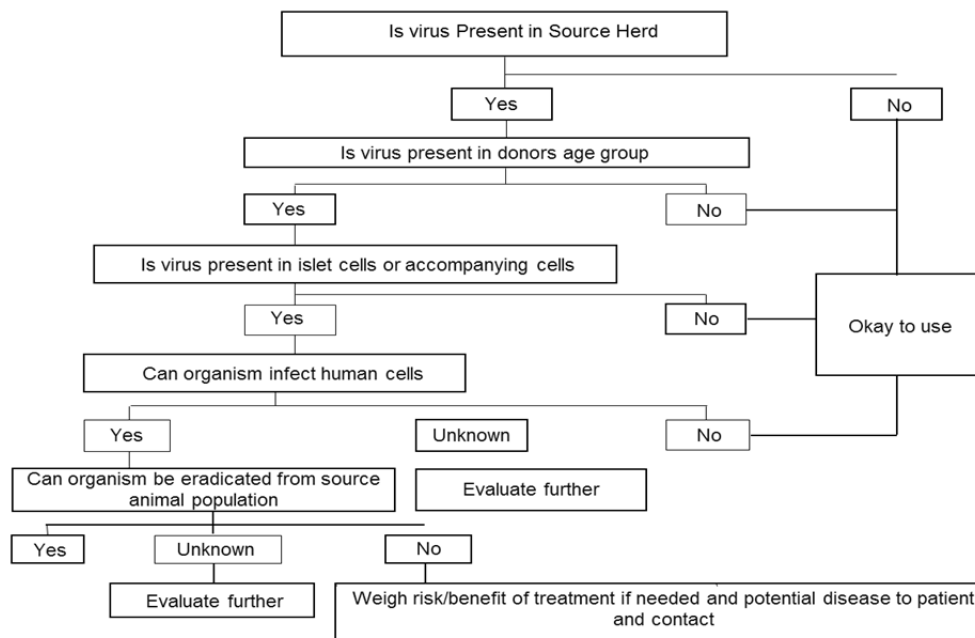 Is virus Present in Source Herd
Yes
No
Is virus present in donors age group
Yes
No
Is virus present in islet cells or accompanying cells
Yes
No
Okay to use
Can organism infect human cells
Yes
Unknown
No
Can organism be eradicated from source
animal population
Evaluate further
Yes
Unknown
No
Evaluate further
Weigh risk/benefit of treatment if needed and potential disease to patient
and contact